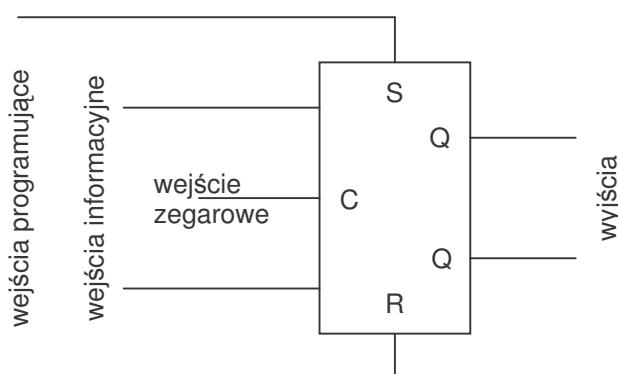 wejścia programujące
wejścia informacyjne
wejście
zegarowe
S
C
R
Q
Q
wyjścia